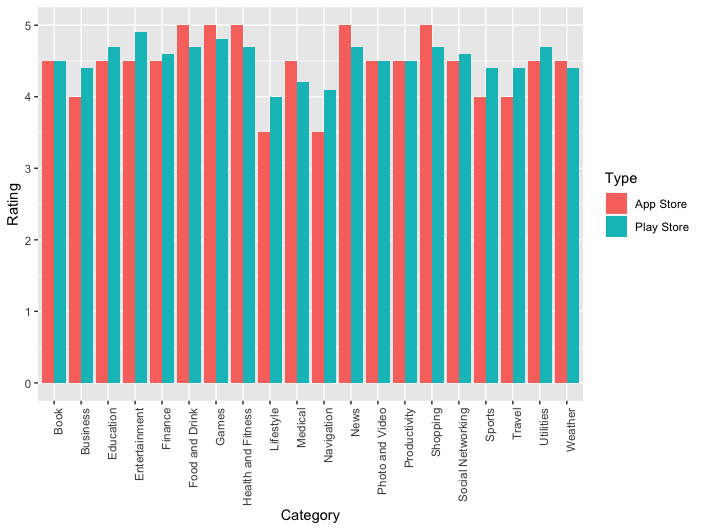 5
4
3
2
1
0
Rating
Book
Business
Education
Entertainment
Finance
Food and Drink
Games
Health and Fitness
Lifestyle
Medical
Navigation
News
Photo and Video
Productivity
Shopping
Social Networking
Sports
Travel
Utilities
Weather
Category
Type
App Store
Play Store